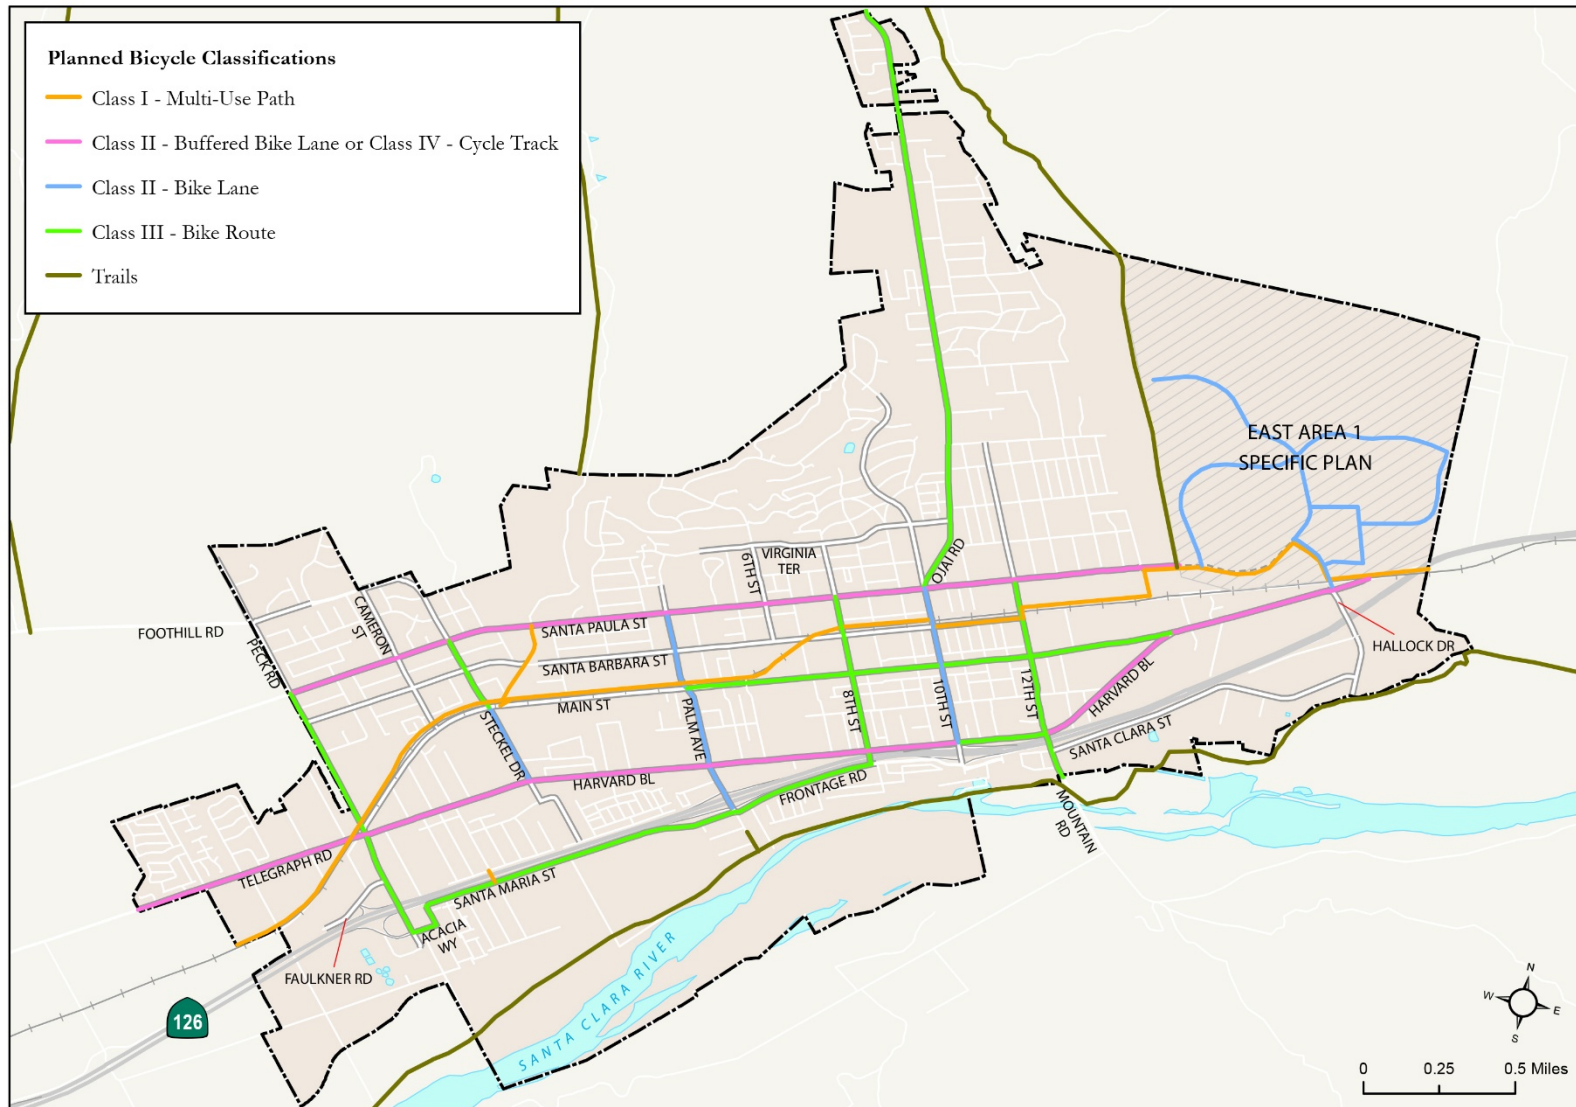 Planned Bicycle Classifications
Class I - Multi-Use Path
Class II - Buffered Bike Lane or Class IV - Cycle Track
Class II - Bike Lane
Class III - Bike Route
Trails
EAST AREA 1
SPECIFIC PLAN
OJAI RD
VIRGINIA
TER
6TH ST
FOOTHILL RD
PECK RD
CAMERON
ST
SANTA PAULA ST
SANTA BARBARA ST
MAIN ST
STECKEL DR
PALM AVE
8TH ST
10TH ST
12TH ST
HARVARD BL
HALLOCK DR
SANTA CLARA ST
HARVARD BL
FRONTAGE RD
MOUNTAIN
RD
TELEGRAPH RD
SANTA MARIA ST
ACACIA
WY
FAULKNER RD
126
SANTA CLARA RIVER
N
W
E
S
0 0.25 0.5 Miles